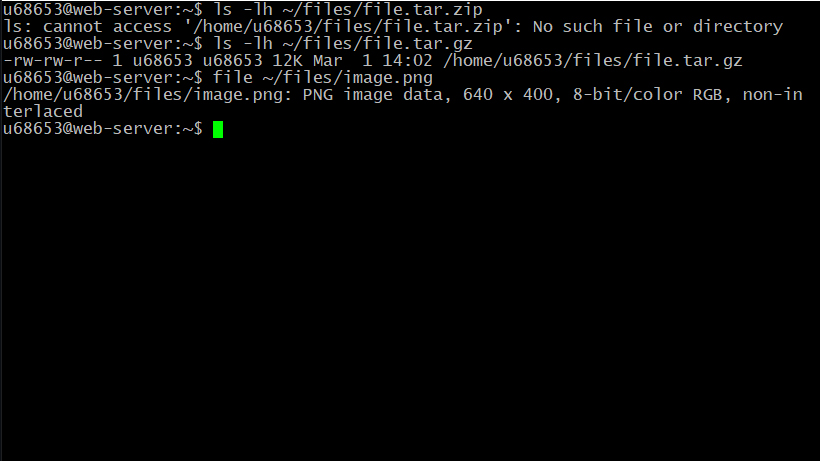 u68653@web-server:~$ ls -lh ~/files/file.tar.zip
ls: cannot access '/home/u68653/files/file.tar.zip': No such file or directory
u68653@web-server:~$ ls -lh ~/files/file.tar.gz
-rw-rw-r-- 1 u68653 u68653 12K Mar  1 14:02 /home/u68653/files/file.tar.gz
u68653@web-server:~$ file ~/files/image.png
/home/u68653/files/image.png: PNG image data, 640 x 400, 8-bit/color RGB, non-in
terlaced
u68653@web-server:~$